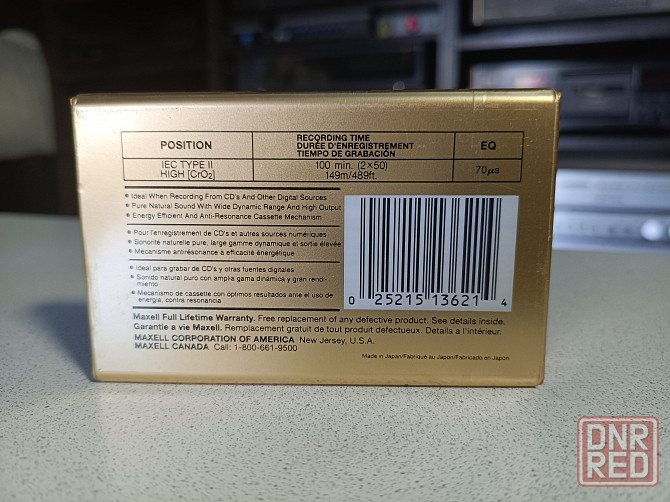 POSITION
RECORDING TIME
DURÉE D'ENREGISTREMENT
TIEMPO DE GRABACIÓN
EQ
IEC TYPE II
HIGH [CrO₂]
100 min. (2×50)
149m/489ft.
70µs
• Ideal When Recording From CD's And Other Digital Sources
• Pure Natural Sound With Wide Dynamic Range And High Output
• Energy Efficient And Anti-Resonance Cassette Mechanism
• Pour l'enregistrement de CD's et autres sources numériques
• Sonorité naturelle pure, large gamme dynamique et sortie élevée
• Mécanisme antirésonance à efficacité énergétique
• Ideal para grabar de CD's y otras fuentes digitales
• Sonido natural puro con amplia gama dinámica y gran rendi-
miento
• Mecanismo de cassette con óptimos resultados ante el uso de
energía, contra resonancia
0 25215 13621 4
Maxell Full Lifetime Warranty. Free replacement of any defective product. See details inside.
Garantie a vie Maxell. Remplacement gratuit de tout produit defectueux. Details a l'intérieur.
MAXELL CORPORATION OF AMERICA New Jersey, U.S.A.
MAXELL CANADA Call: 1-800-661-9500
Made in Japan/Fabriqué au Japon/Fabricado en Japón
DNR
RED